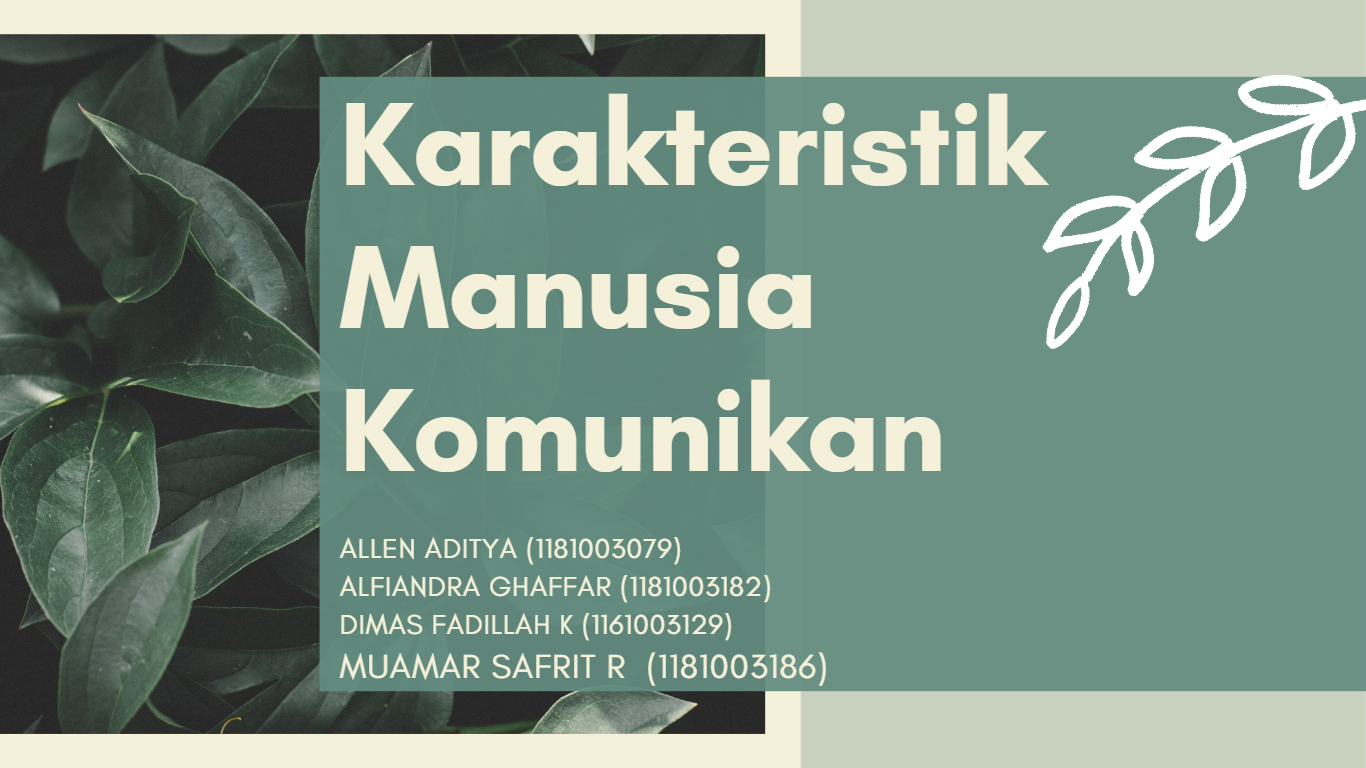 Karakteristik
Manusia
Komunikan
ALLEN ADITYA (1181003079)
ALFIANDRA GHAFFAR (1181003182)
DIMAS FADILLAH K (1161003129)
MUAMAR SAFRIT R (1181003186)